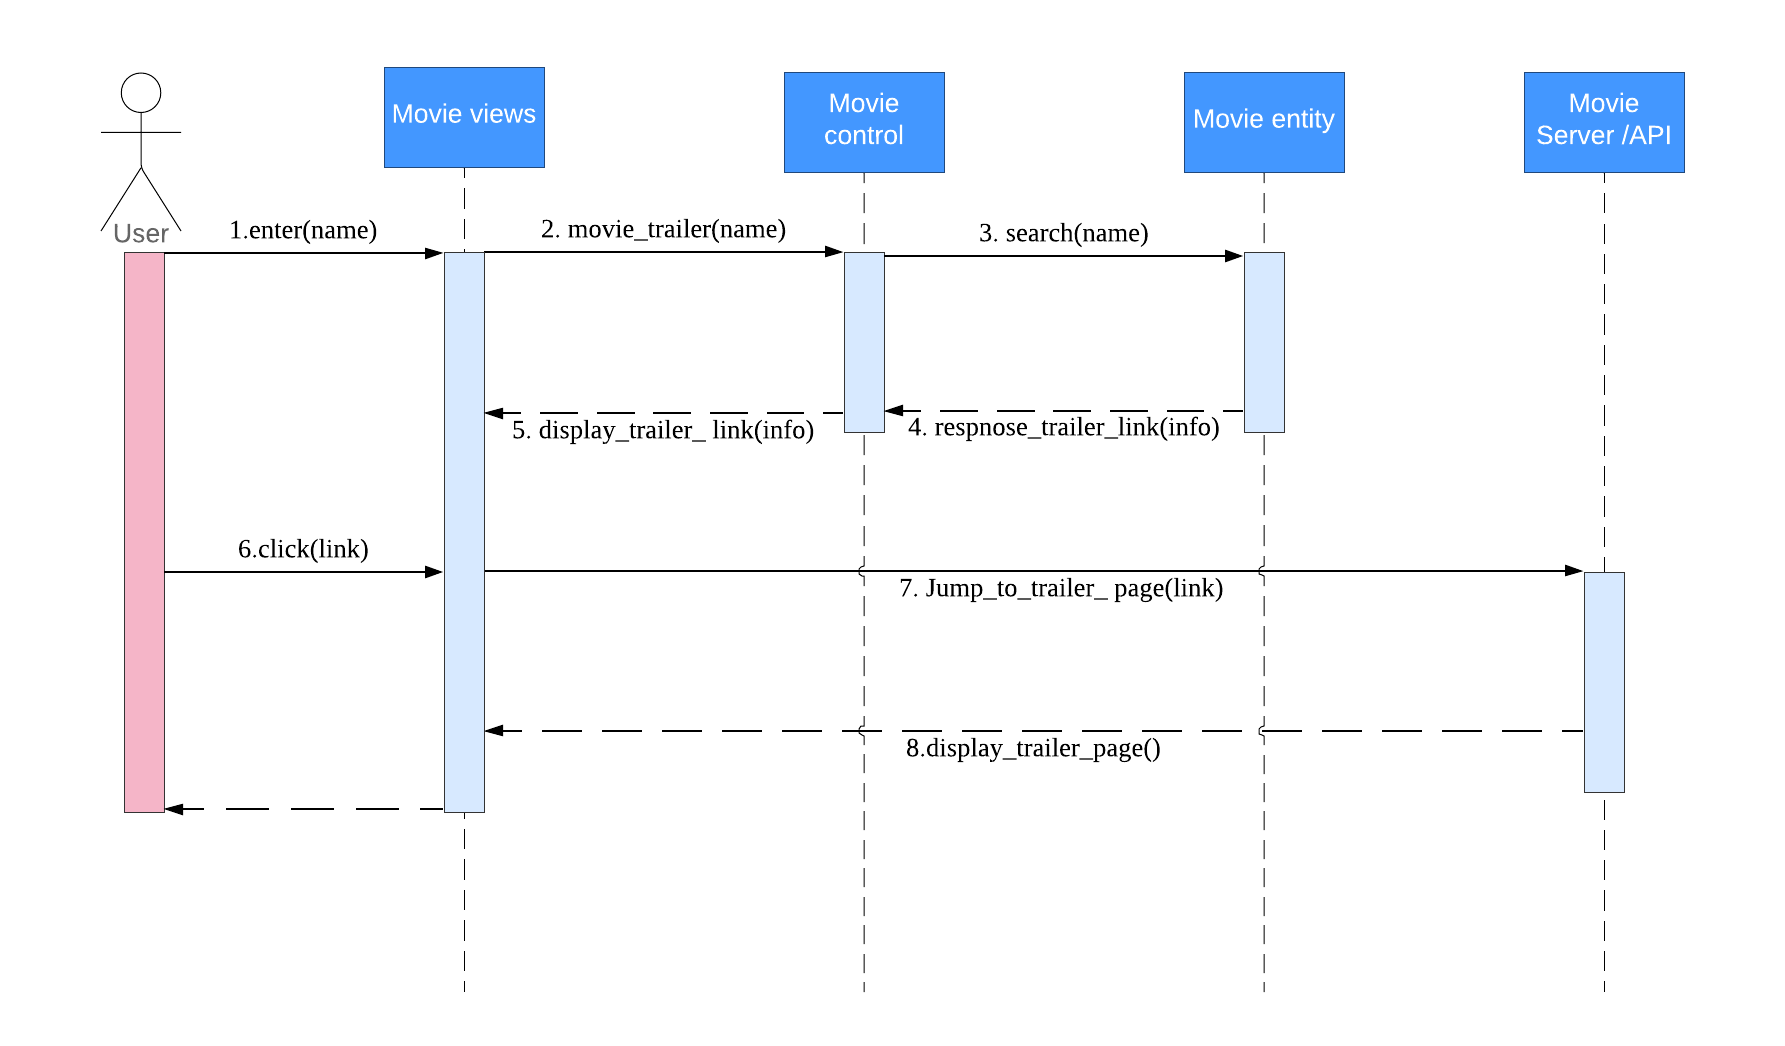 Movie views
Movie
control
Movie entity
Movie
Server /API
User
1.enter(name)
2. movie_trailer(name)
3. search(name)
5. display_trailer_ link(info)
4. respnose_trailer_link(info)
6.click(link)
7. Jump_to_trailer_ page(link)
8.display_trailer_page()